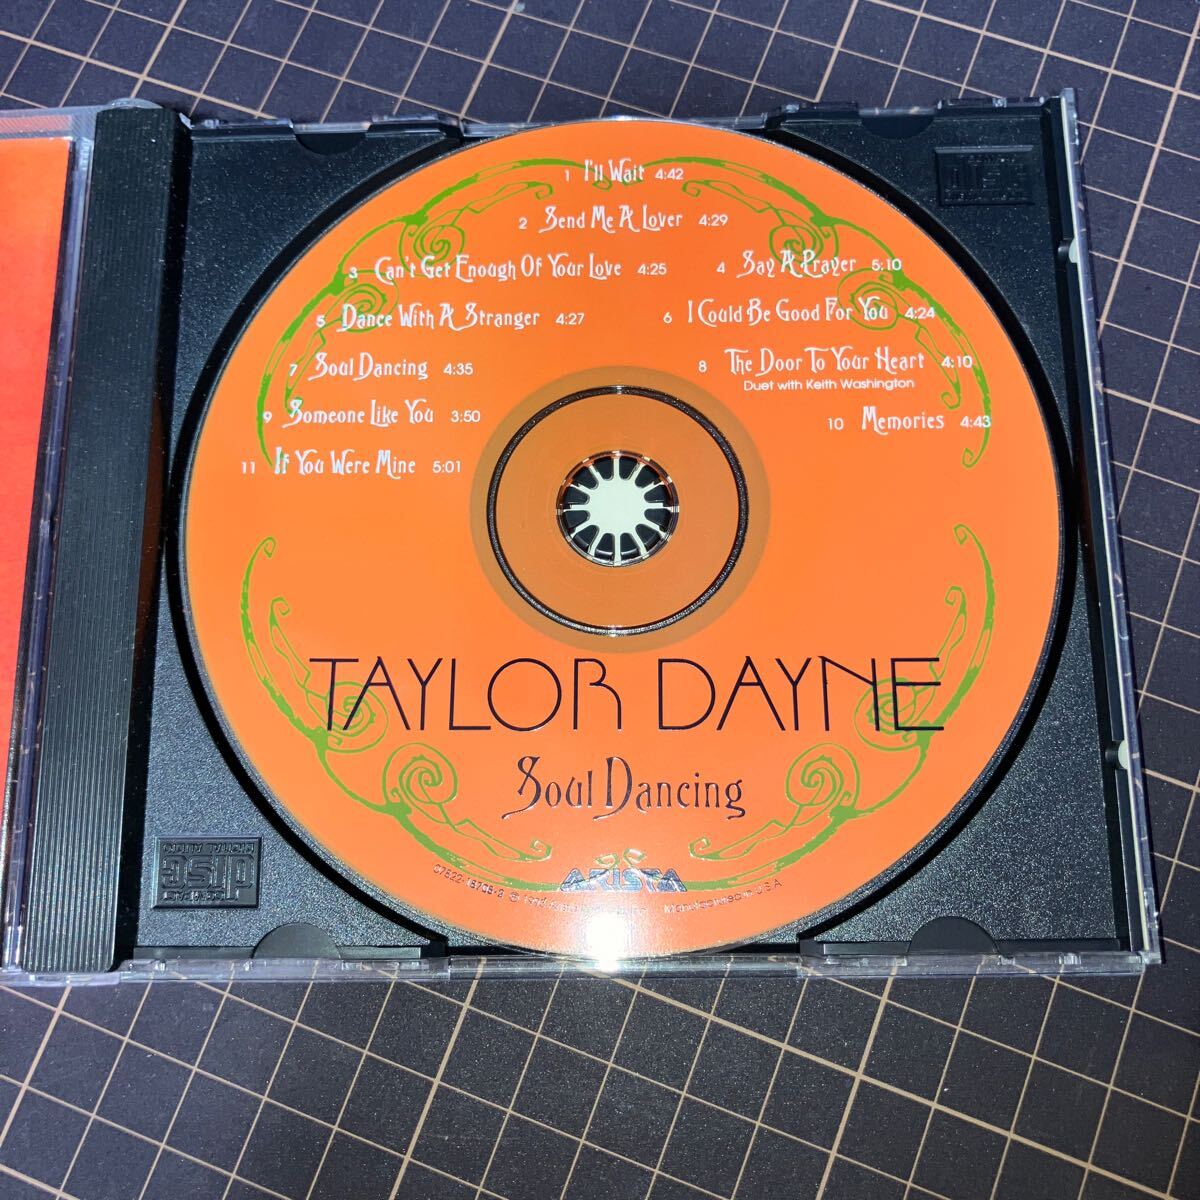 1 I'll Wait 4:42
2 Send Me A Lover 4:29
3 Can't Get Enough Of Your Love 4:25
4 Say A Prayer 5:10
5 Dance With A Stranger 4:27
6 I Could Be Good For You 4:24
7 Soul Dancing 4:35
8 The Door To Your Heart 4:10
Duet with Keith Washington
9 Someone Like You 3:50
10 Memories 4:43
11 If You Were Mine 5:01
TAYLOR DAYNE
Soul Dancing
ARISTA
U.S.A.
disc